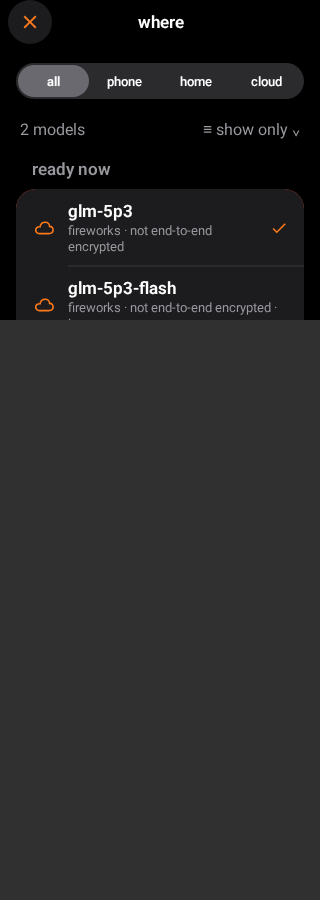 where
all
phone
home
cloud
2 models
≡ show only
ready now
glm-5p3
fireworks · not end-to-end
encrypted
glm-5p3-flash
fireworks · not end-to-end encrypted ·